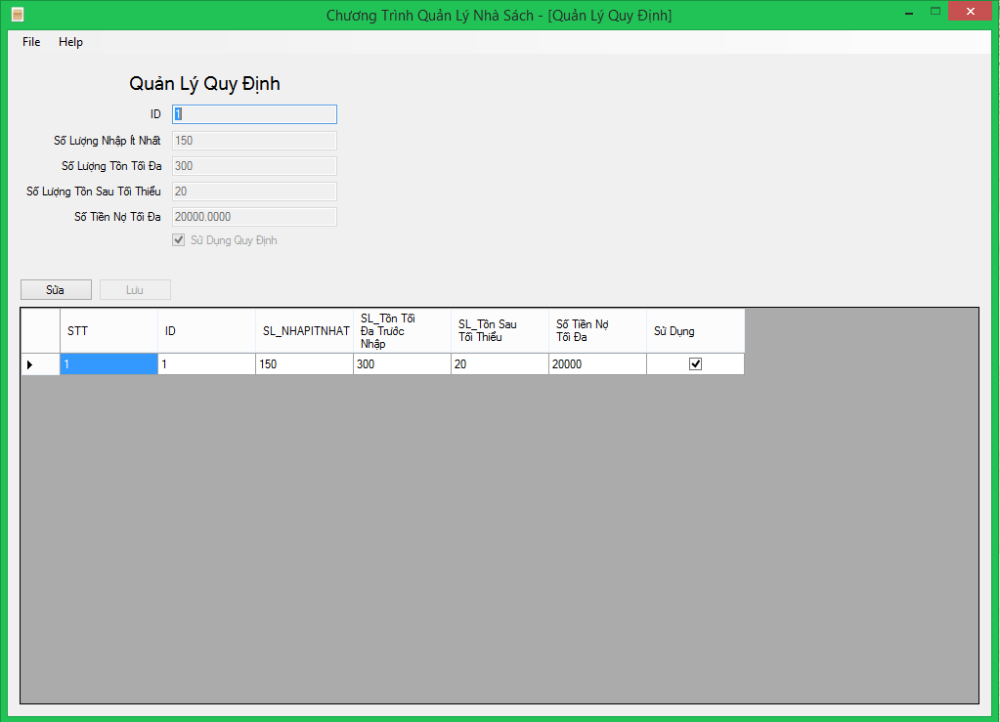 Chương Trình Quản Lý Nhà Sách - [Quản Lý Quy Định]
File Help
Quản Lý Quy Định
ID 1
Số Lượng Nhập Ít Nhất 150
Số Lượng Tồn Tối Đa 300
Số Lượng Tồn Sau Tối Thiểu 20
Số Tiền Nợ Tối Đa 20000.0000
Sử Dụng Quy Định
Sửa Lưu
STT
ID
SL_NHAPITNHAT
SL_Tồn Tối
Đa Trước
Nhập
SL_Tồn Sau
Tối Thiểu
Số Tiền Nợ
Tối Đa
Sử Dụng
1 1 150 300 20 20000